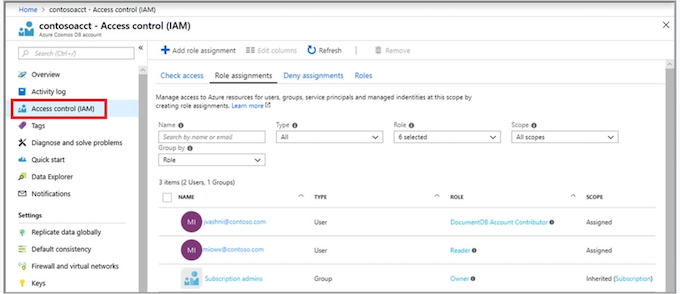 Home > contosoacct - Access control (IAM)
contosoacct - Access control (IAM)
Azure Cosmos DB account
Search (Ctrl+/)
Overview
Activity log
Access control (IAM)
Tags
Diagnose and solve problems
Quick start
Data Explorer
Notifications
Settings
Replicate data globally
Default consistency
Firewall and virtual networks
Keys
Add role assignment
Edit columns
Refresh
Remove
Check access Role assignments Deny assignments Roles
Manage access to Azure resources for users, groups, service principals and managed indentities at this scope by
creating role assignments. Learn more
Name Type Role Scope
Search by name or email All 6 selected All scopes
Group by
Role
3 items (2 Users, 1 Groups)
NAME TYPE ROLE SCOPE
MI jvashni@contoso.com User DocumentDB Account Contributor Assigned
MI User Reader Assigned
Subscription admins Group Owner Inherited (Subscription)